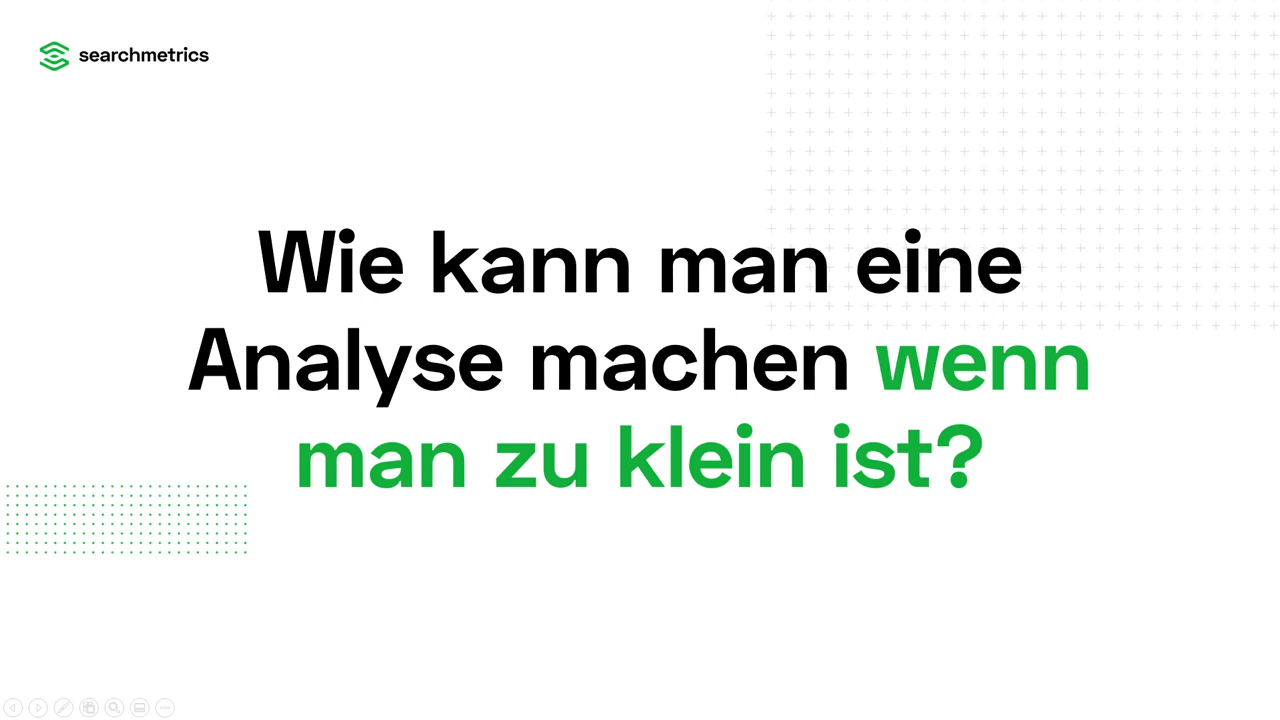 searchmetrics
Wie kann man eine
Analyse machen wenn
man zu klein ist?